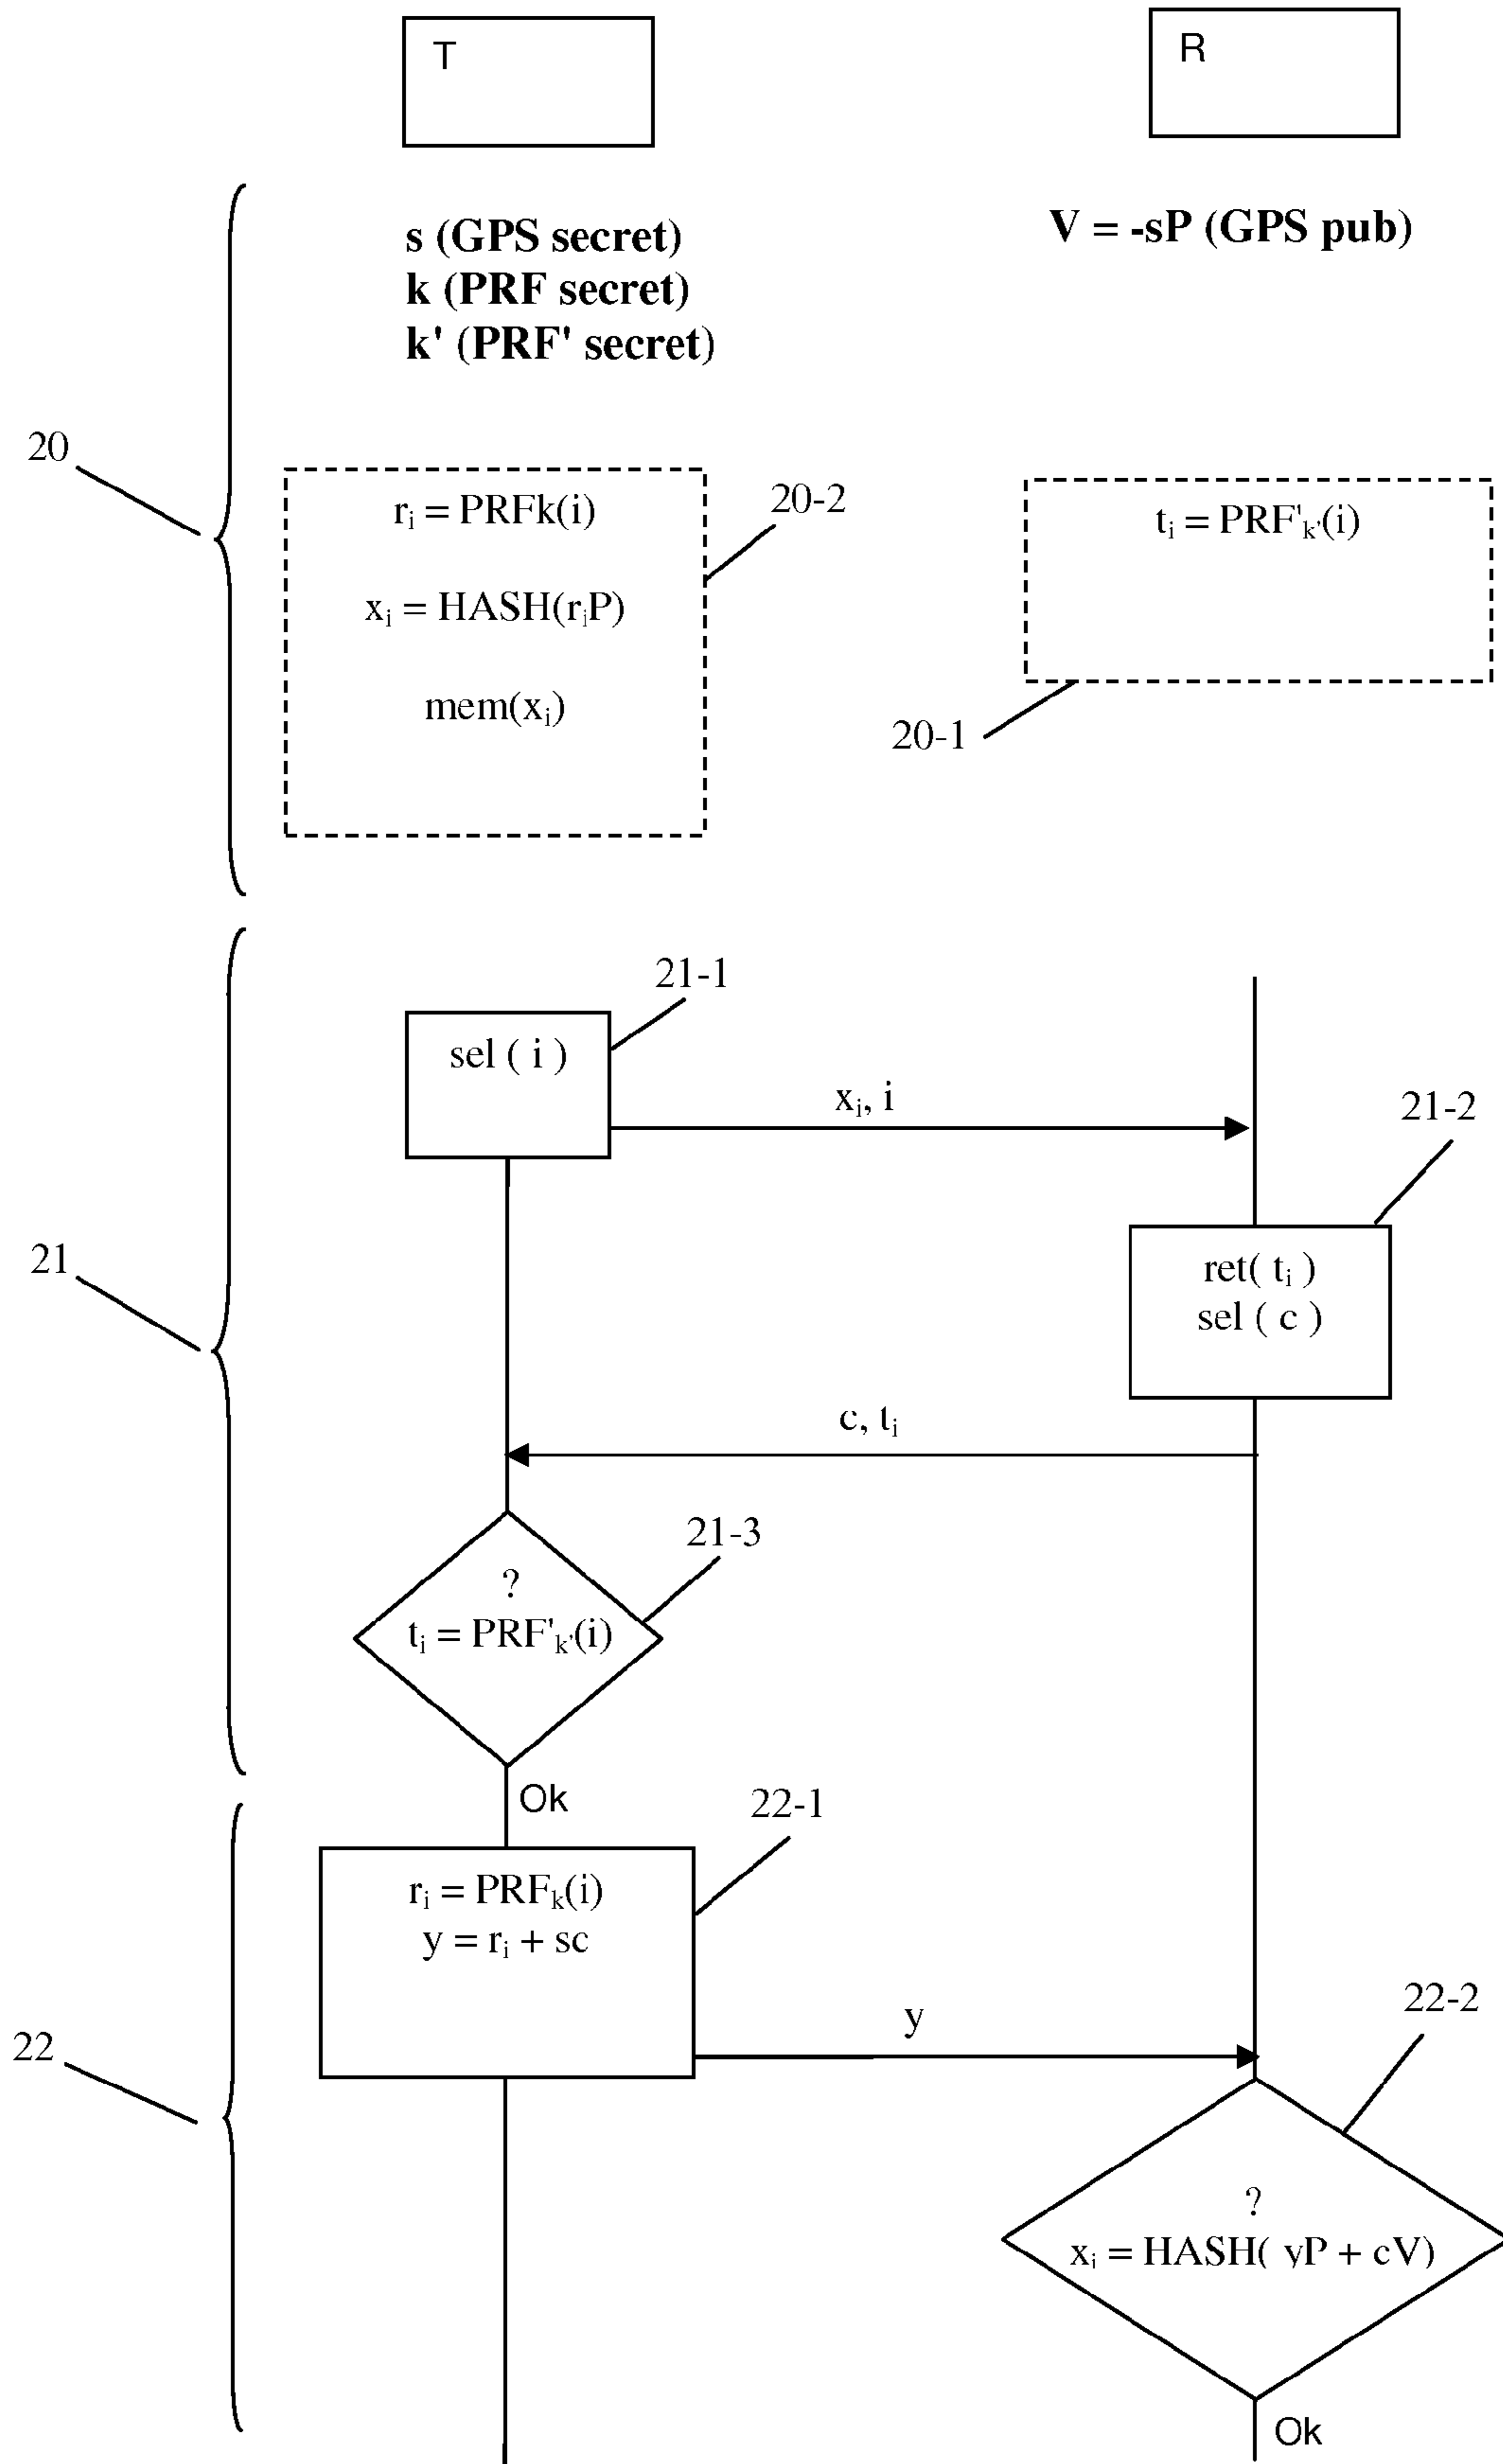 T
R
s (GPS secret)
k (PRF secret)
k' (PRF' secret)
V = -sP (GPS pub)
20
rᵢ = PRFk(i)
xᵢ = HASH(rᵢP)
mem(xᵢ)
20-2
tᵢ = PRF'ₖ'(i)
20-1
21-1
sel ( i )
xᵢ, i
21-2
21
ret( tᵢ )
sel ( c )
c, tᵢ
21-3
?
tᵢ = PRF'ₖ'(i)
Ok
22-1
rᵢ = PRFₖ(i)
y = rᵢ + sc
22
y
22-2
?
xᵢ = HASH( yP + cV)
Ok